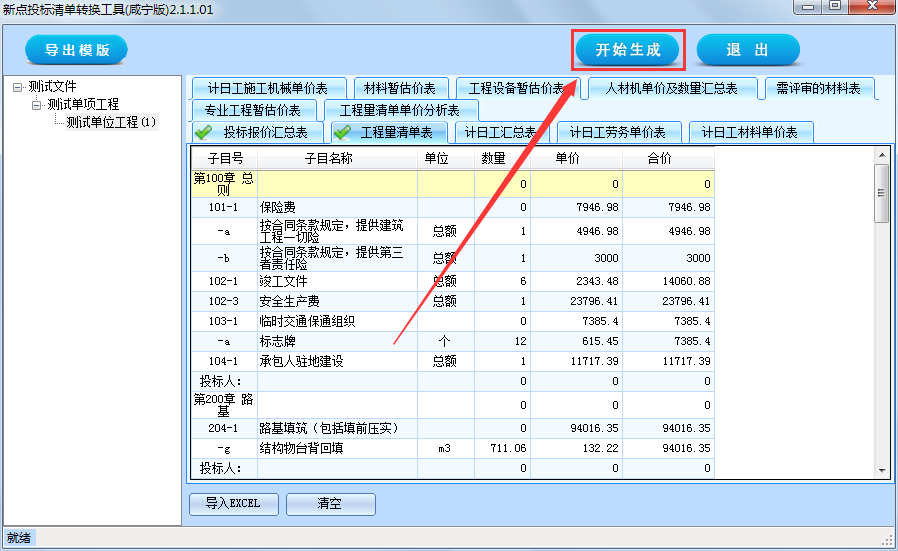 新点投标清单转换工具(咸宁版)2.1.1.01
导出模版
开始生成
退 出
测试文件
测试单项工程
测试单位工程(1)
计日工施工机械单价表 材料暂估价表 工程设备暂估价表 人材机单价及数量汇总表 需评审的材料表
专业工程暂估价表 工程量清单单价分析表
投标报价汇总表 工程量清单表 计日工汇总表 计日工劳务单价表 计日工材料单价表
子目号 子目名称 单位 数量 单价 合价
第100章 总
则 0 0 0
101-1 保险费 0 7946.98 7946.98
-a 按合同条款规定，提供建筑
工程一切险 总额 1 4946.98 4946.98
-b 按合同条款规定，提供第三
者责任险 总额 1 3000 3000
102-1 竣工文件 总额 6 2343.48 14060.88
102-3 安全生产费 总额 1 23796.41 23796.41
103-1 临时交通保通组织 0 7385.4 7385.4
-a 标志牌 个 12 615.45 7385.4
104-1 承包人驻地建设 总额 1 11717.39 11717.39
投标人： 0 0 0
第200章 路
基 0 0 0
204-1 路基填筑（包括填前压实） 0 94016.35 94016.35
-g 结构物台背回填 m3 711.06 132.22 94016.35
投标人： 0 0 0
导入EXCEL 清空
就绪